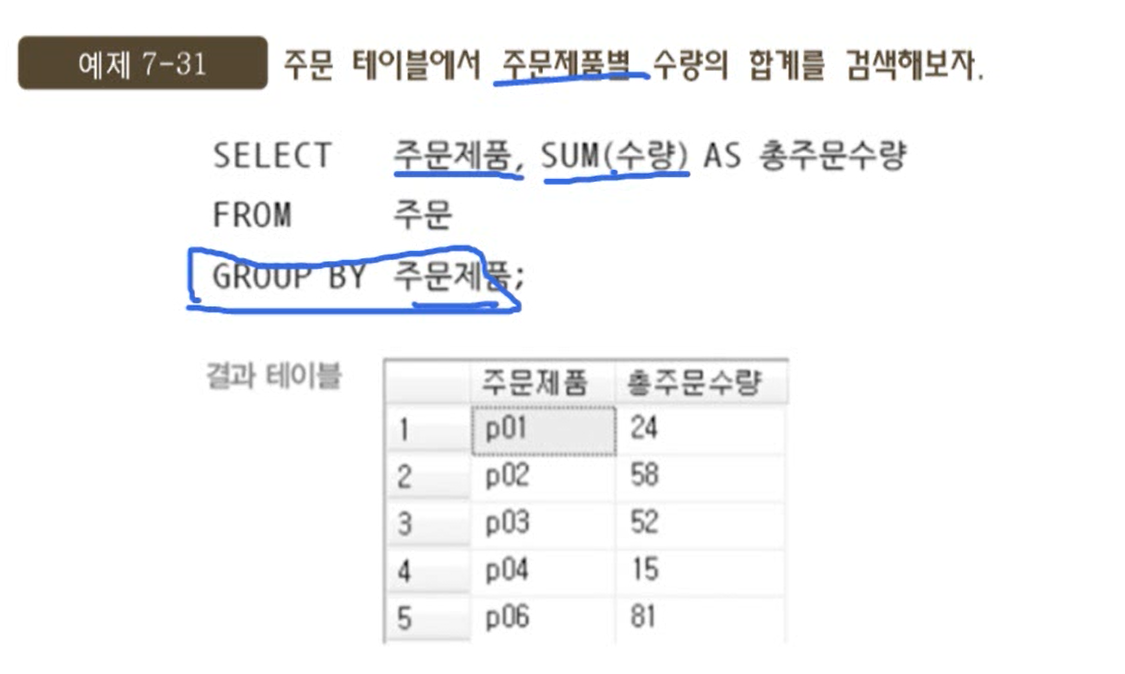 예제 7-31 주문 테이블에서 주문제품별 수량의 합계를 검색해보자.
SELECT 주문제품, SUM(수량) AS 총주문수량
FROM 주문
GROUP BY 주문제품;
결과 테이블
주문제품 총주문수량
1 p01 24
2 p02 58
3 p03 52
4 p04 15
5 p06 81